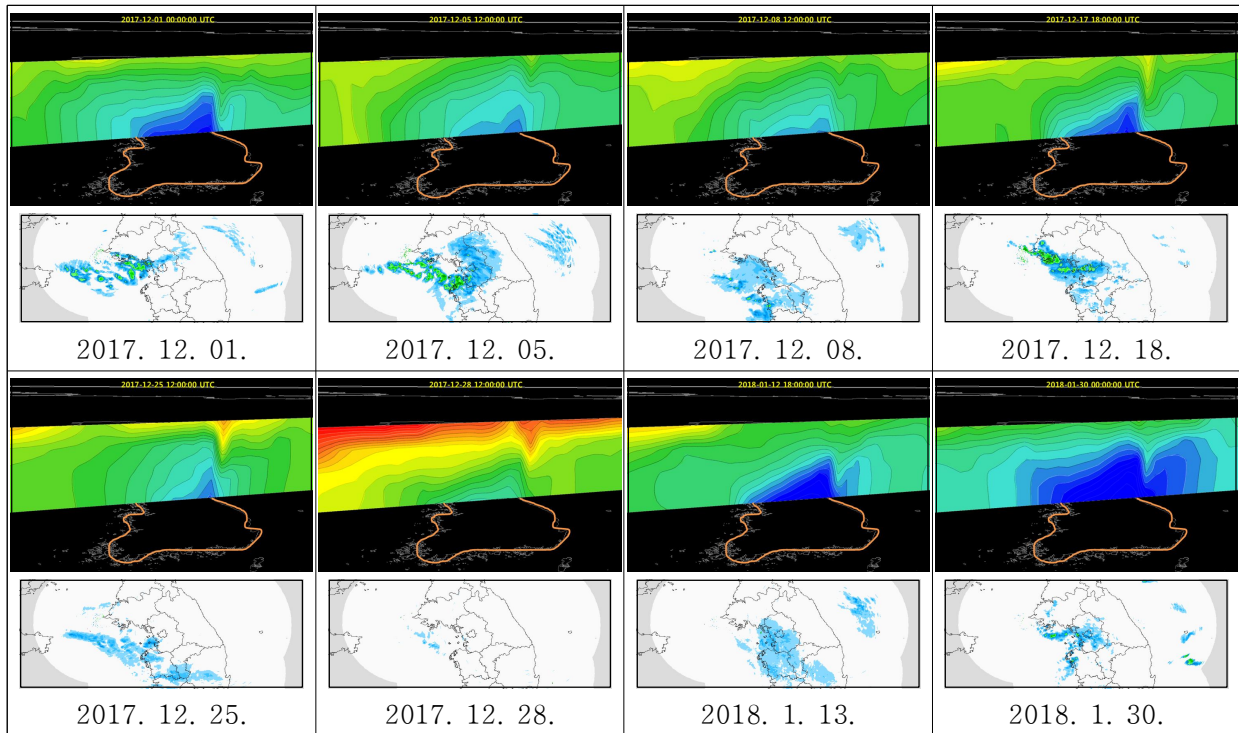 2017-12-01 00:00:00 UTC
2017-12-05 12:00:00 UTC
2017-12-08 12:00:00 UTC
2017-12-17 18:00:00 UTC
2017. 12. 01.
2017. 12. 05.
2017. 12. 08.
2017. 12. 18.
2017-12-25 12:00:00 UTC
2017-12-28 12:00:00 UTC
2018-01-12 18:00:00 UTC
2018-01-30 00:00:00 UTC
2017. 12. 25.
2017. 12. 28.
2018. 1. 13.
2018. 1. 30.